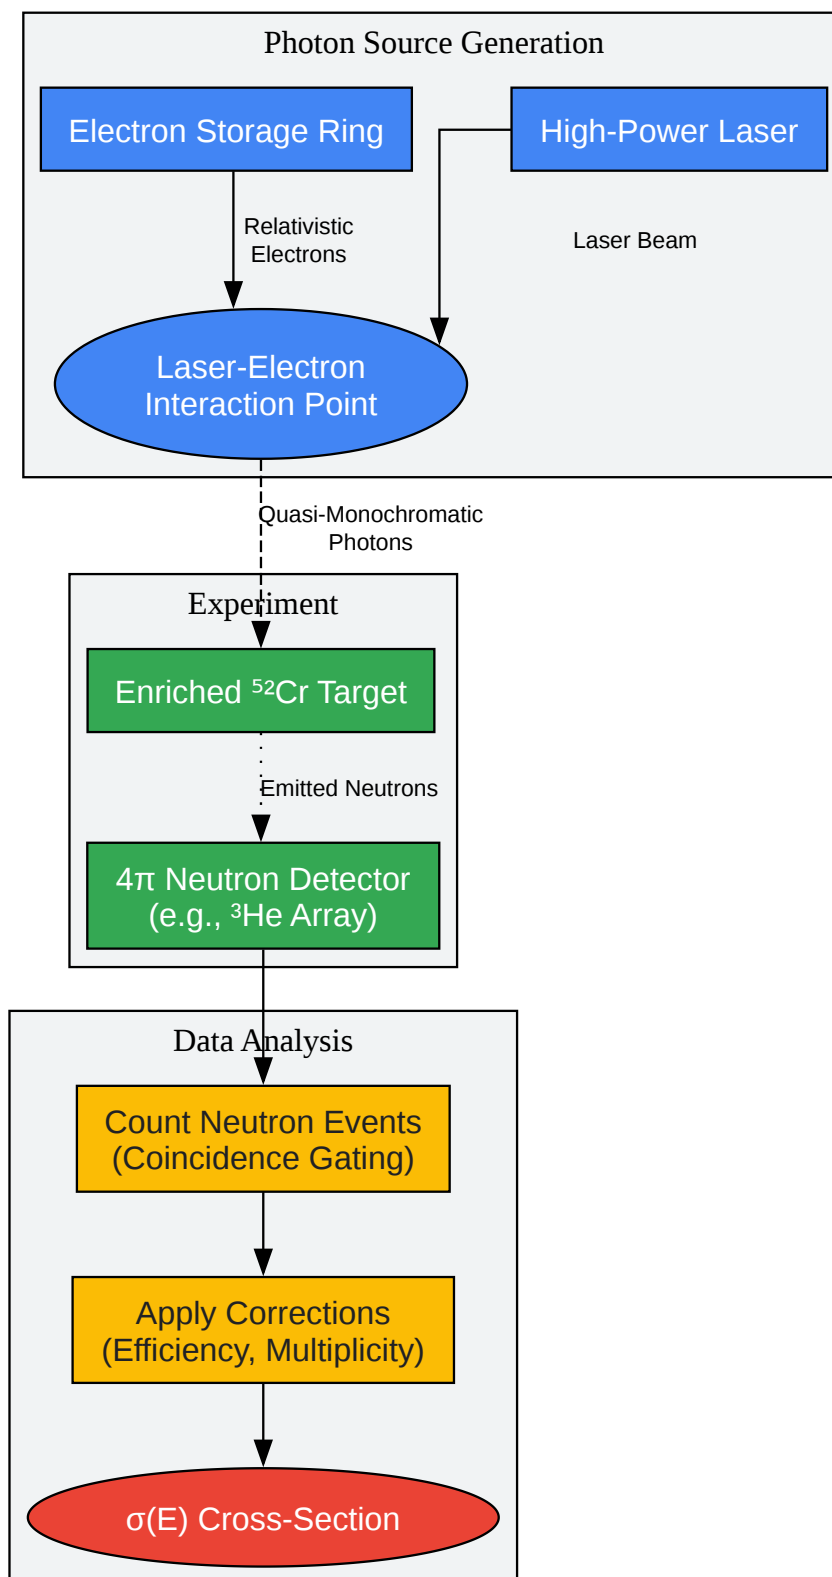 Photon Source Generation
Electron Storage Ring
High-Power Laser
Relativistic
Electrons
Laser Beam
Laser-Electron
Interaction Point
Quasi-Monochromatic
Photons
Experiment
Enriched ⁵²Cr Target
Emitted Neutrons
4π Neutron Detector
(e.g., ³He Array)
Data Analysis
Count Neutron Events
(Coincidence Gating)
Apply Corrections
(Efficiency, Multiplicity)
σ(E) Cross-Section